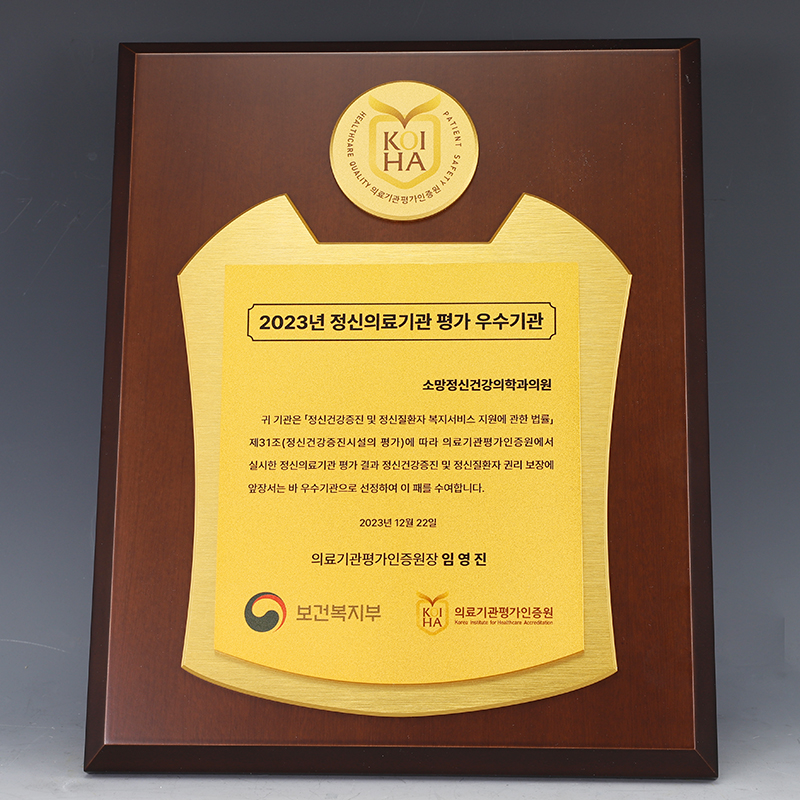 HEALTHCARE QUALITY
PATIENT SAFETY
KOI
HA
의료기관평가인증원
2023년 정신의료기관 평가 우수기관
소망정신건강의학과의원
귀 기관은 「정신건강증진 및 정신질환자 복지서비스 지원에 관한 법률」
제31조(정신건강증진시설의 평가)에 따라 의료기관평가인증원에서
실시한 정신의료기관 평가 결과 정신건강증진 및 정신질환자 권리 보장에
앞장서는 바 우수기관으로 선정하여 이 패를 수여합니다.
2023년 12월 22일
의료기관평가인증원장 임 영 진
보건복지부
KOI
HA
의료기관평가인증원
Korea Institute for Healthcare Accreditation